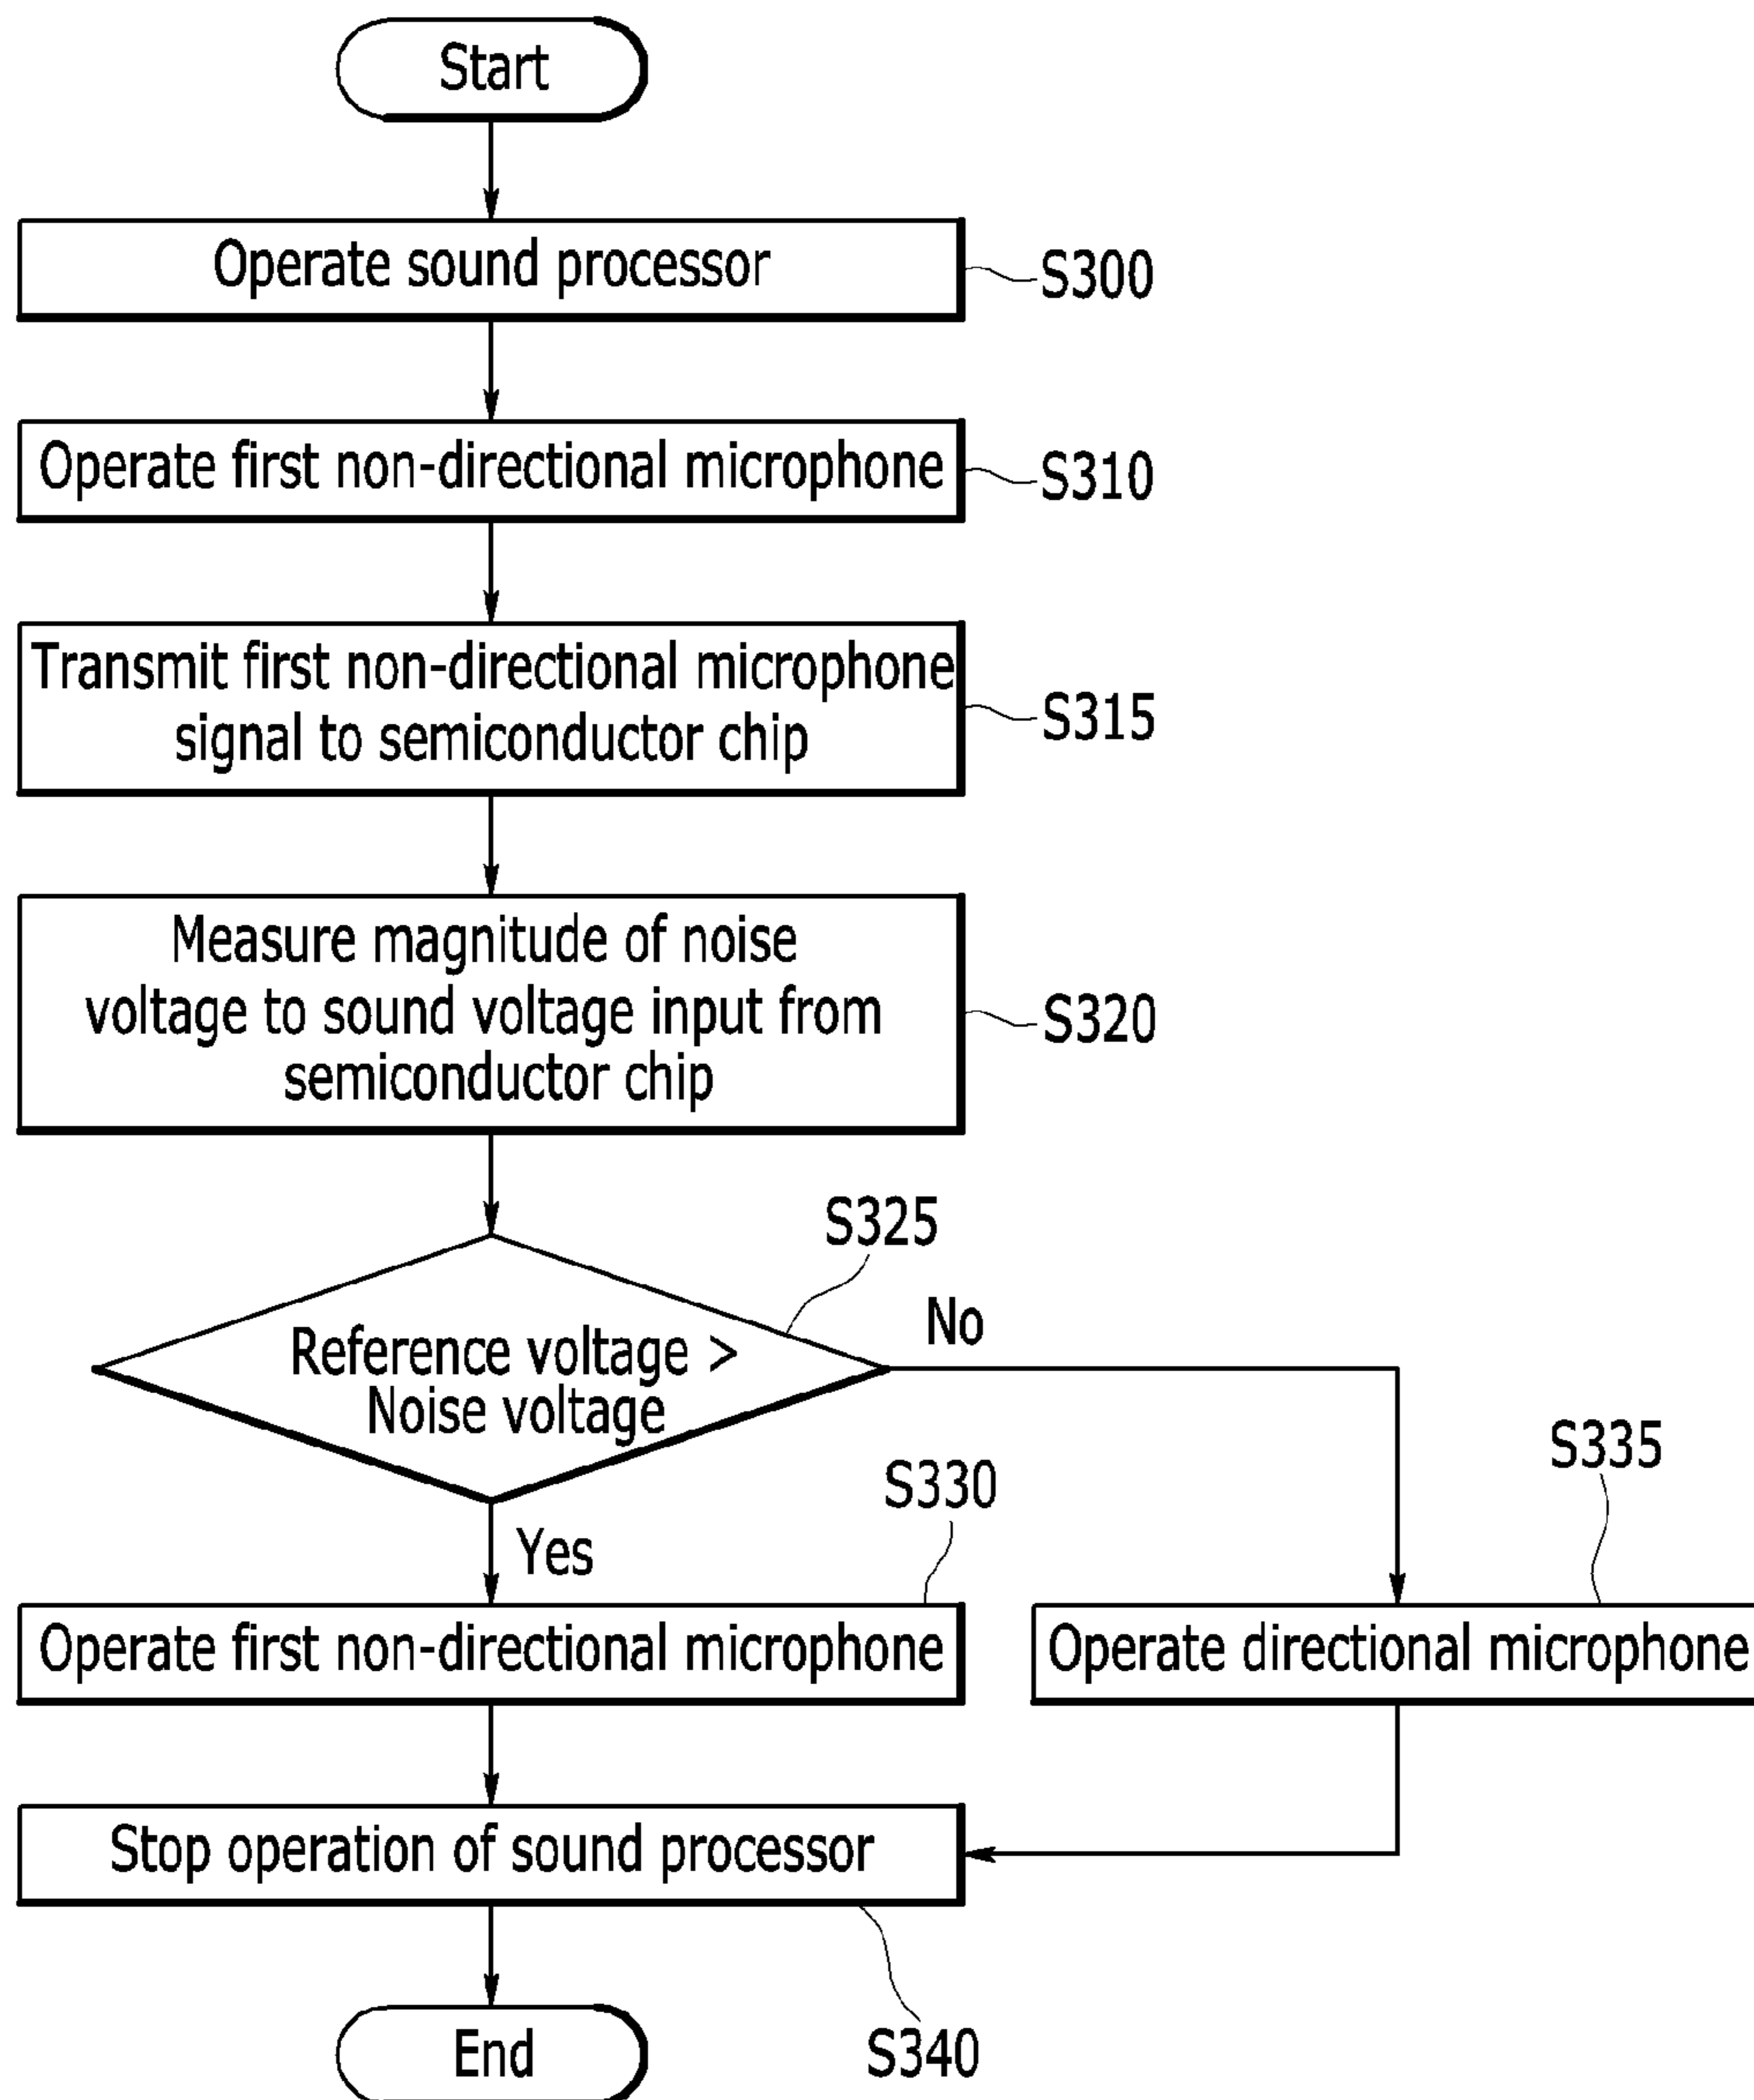 Start
Operate sound processor
S300
Operate first non-directional microphone
S310
Transmit first non-directional microphone
signal to semiconductor chip
S315
Measure magnitude of noise
voltage to sound voltage input from
semiconductor chip
S320
S325
Reference voltage >
Noise voltage
No
Yes
S330
S335
Operate first non-directional microphone
Operate directional microphone
Stop operation of sound processor
S340
End